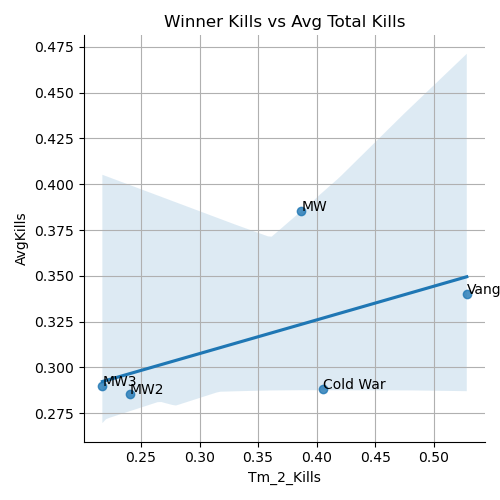 Winner Kills vs Avg Total Kills
0.475
0.450
0.425
0.400
0.375
0.350
0.325
0.300
0.275
AvgKills
MW
Vang
MW3
MW2
Cold War
0.25 0.30 0.35 0.40 0.45 0.50
Tm_2_Kills